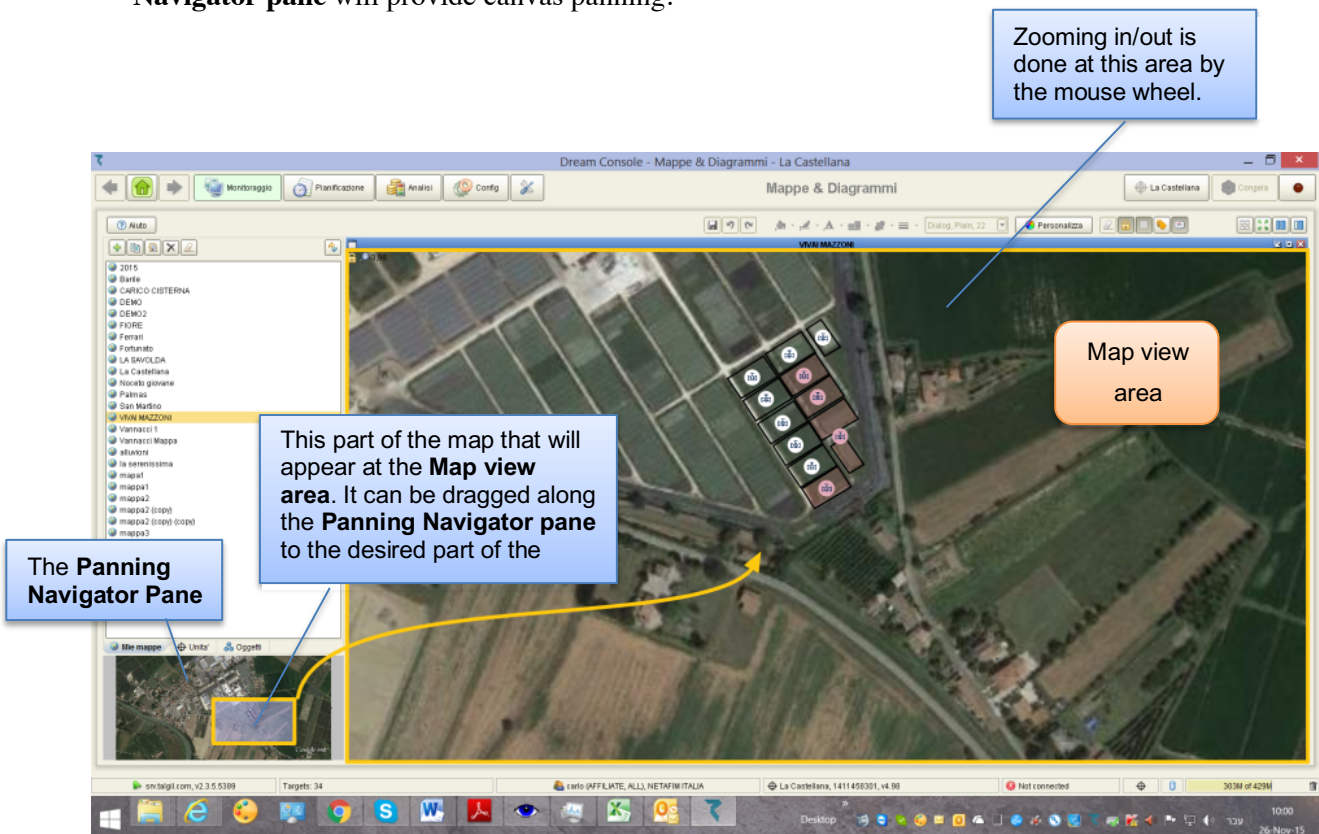 Navigator pane will provide canvas panning:
Zooming in/out is
done at this area by
the mouse wheel.
Dream Console - Mappe & Diagrammi - La Castellana
Monitoraggio
Pianificazione
Analisi
Config
Mappe & Diagrammi
La Castellana
Congela
Aiuto
Dialog, Plain, 22
Personalizza
VIVAI MAZZONI
2015
Barile
CARICO CISTERNA
DEMO
DEMO2
FIORE
Ferrari
Fortunato
LA SAVOLDA
La Castellana
Noceto giovane
Palmas
San Martino
VIVAI MAZZONI
Vannacci 1
Vannacci Mappa
alluvioni
la serenissima
mapa1
mappa1
mappa2
mappa2 (copy)
mappa2 (copy) (copy)
mappa3
Map view
area
This part of the map that will
appear at the Map view
area. It can be dragged along
the Panning Navigator pane
to the desired part of the
The Panning
Navigator Pane
Mie mappe
Unita'
Oggetti
srv.talgil.com, v2.3.5.5389
Targets: 34
carlo (AFFILIATE, ALL), NETAFIM ITALIA
La Castellana, 1411458301, v4.98
Not connected
303M of 429M
Desktop
עבר
10:00
26-Nov-15